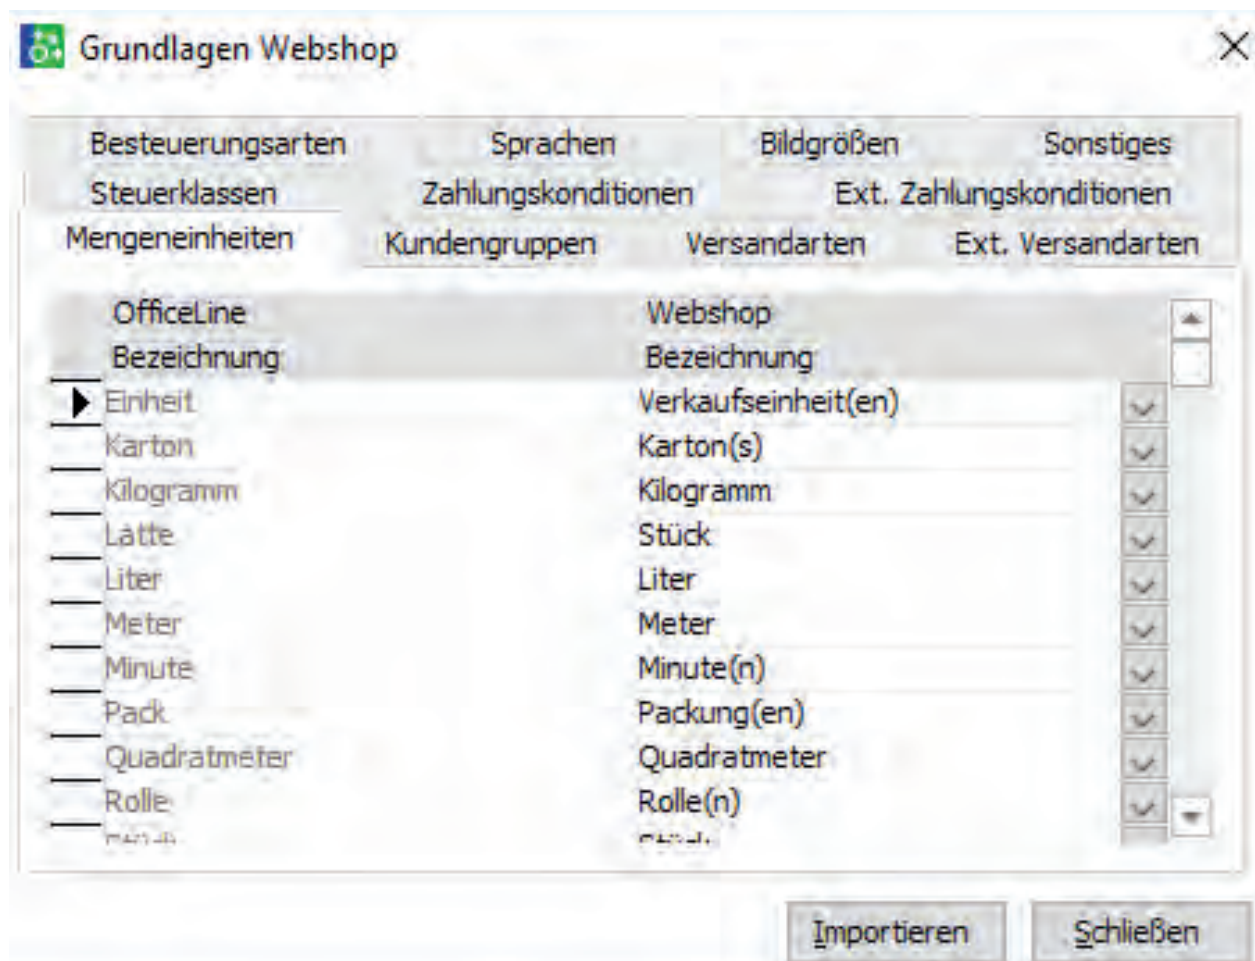 Grundlagen Webshop
Besteuerungsarten Sprachen Bildgrößen Sonstiges
Steuerklassen Zahlungskonditionen Ext. Zahlungskonditionen
Mengeneinheiten Kundengruppen Versandarten Ext. Versandarten
OfficeLine Webshop
Bezeichnung Bezeichnung
Einheit Verkaufseinheit(en)
Karton Karton(s)
Kilogramm Kilogramm
Latte Stück
Liter Liter
Meter Meter
Minute Minute(n)
Pack Packung(en)
Quadratmeter Quadratmeter
Rolle Rolle(n)
Importieren Schließen